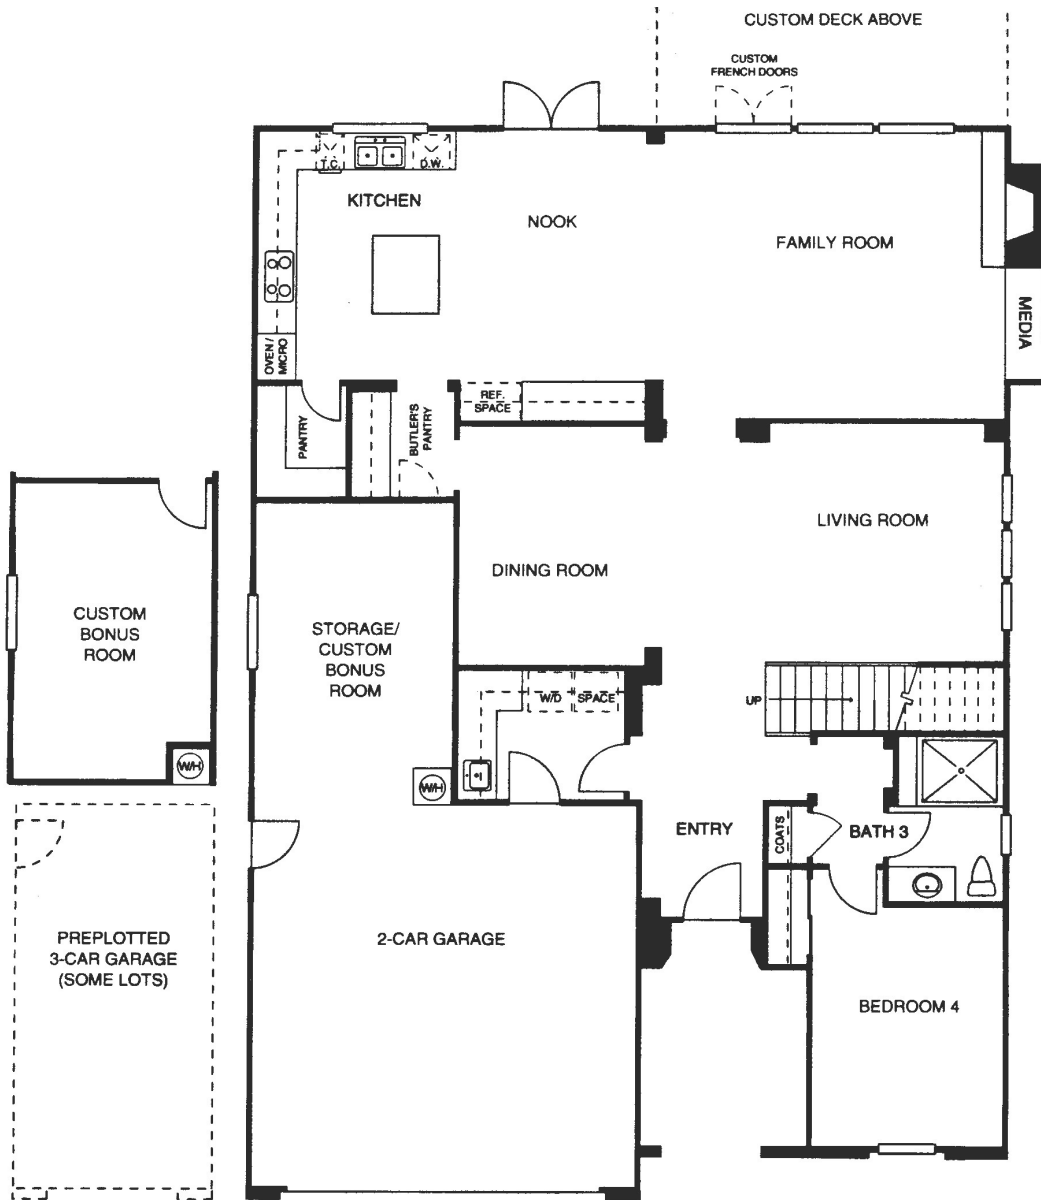 CUSTOM DECK ABOVE
CUSTOM
FRENCH DOORS
T.C.
D.W.
KITCHEN
NOOK
FAMILY ROOM
MEDIA
OVEN/
MICRO
REF.
SPACE
PANTRY
BUTLER'S
PANTRY
LIVING ROOM
DINING ROOM
CUSTOM
BONUS
ROOM
STORAGE/
CUSTOM
BONUS
ROOM
W/D
SPACE
UP
W/H
W/H
ENTRY
COATS
BATH 3
PREPLOTTED
3-CAR GARAGE
(SOME LOTS)
2-CAR GARAGE
BEDROOM 4